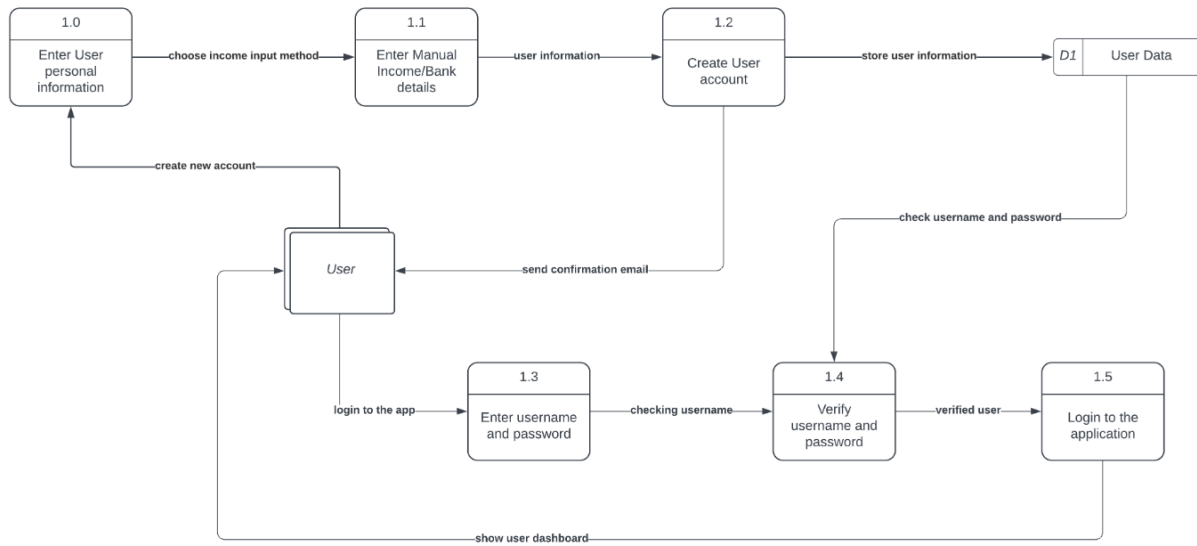 1.0
Enter User
personal
information
choose income input method
1.1
Enter Manual
Income/Bank
details
user information
1.2
Create User
account
store user information
D1
User Data
create new account
check username and password
User
send confirmation email
login to the app
1.3
Enter username
and password
checking username
1.4
Verify
username and
password
verified user
1.5
Login to the
application
show user dashboard